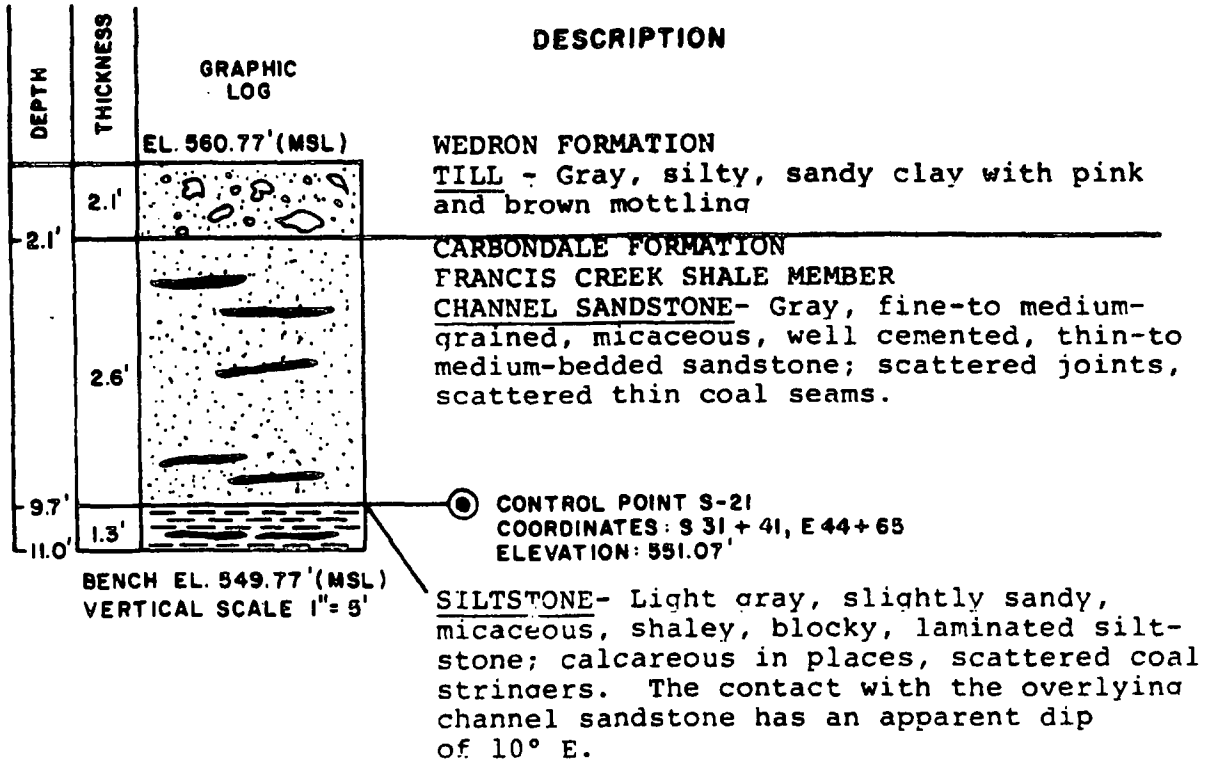 DEPTH
THICKNESS
GRAPHIC
LOG
DESCRIPTION
EL. 560.77'(MSL)
2.1'
2.1'
2.6'
9.7'
1.3'
11.0'
WEDRON FORMATION
TILL - Gray, silty, sandy clay with pink
and brown mottling
CARBONDALE FORMATION
FRANCIS CREEK SHALE MEMBER
CHANNEL SANDSTONE- Gray, fine-to medium-
grained, micaceous, well cemented, thin-to
medium-bedded sandstone; scattered joints,
scattered thin coal seams.
CONTROL POINT S-21
COORDINATES: S 31 + 41, E 44 + 65
ELEVATION: 551.07'
BENCH EL. 549.77'(MSL)
VERTICAL SCALE 1"= 5'
SILTSTONE- Light gray, slightly sandy,
micaceous, shaley, blocky, laminated silt-
stone; calcareous in places, scattered coal
stringers. The contact with the overlying
channel sandstone has an apparent dip
of 10° E.